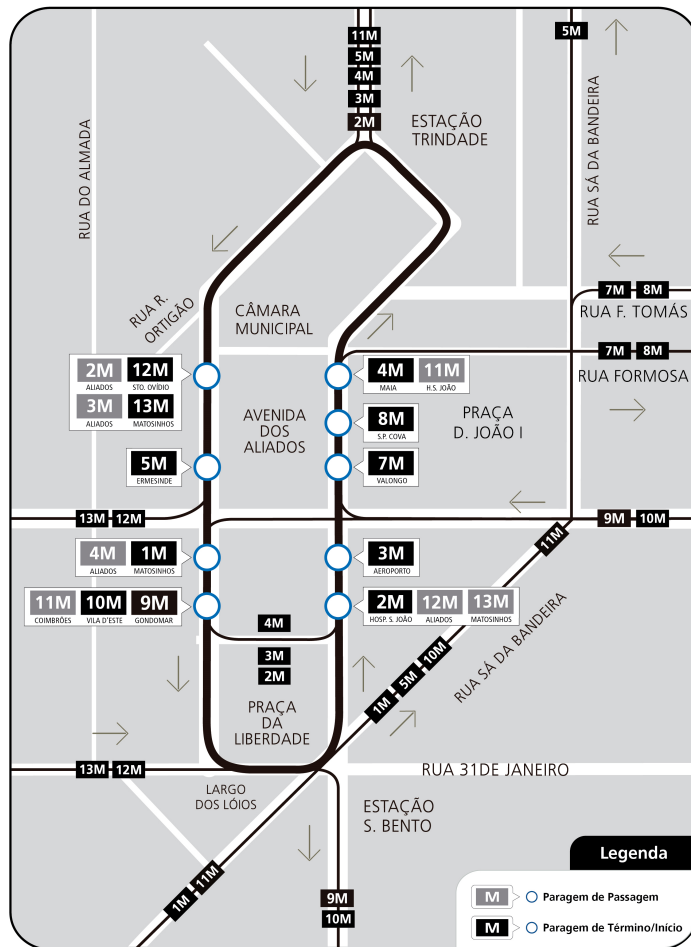 11M
5M
4M
3M
2M
5M
ESTAÇÃO
TRINDADE
RUA DO ALMADA
RUA SÁ DA BANDEIRA
7M 8M
RUA F. TOMÁS
RUA R.
ORTIGÃO
CÂMARA
MUNICIPAL
7M 8M
RUA FORMOSA
2M 12M
ALIADOS STO. OVÍDIO
3M 13M
ALIADOS MATOSINHOS
4M 11M
MAIA H.S. JOÃO
AVENIDA
DOS
ALIADOS
8M
S.P. COVA
PRAÇA
D. JOÃO I
5M
ERMESINDE
7M
VALONGO
13M 12M
9M 10M
11M
4M 1M
ALIADOS MATOSINHOS
3M
AEROPORTO
11M 10M 9M
COIMBRÕES VILA D'ESTE GONDOMAR
2M 12M 13M
HOSP. S. JOÃO ALIADOS MATOSINHOS
4M
3M
2M
RUA SÁ DA BANDEIRA
1M 5M 10M
PRAÇA
DA
LIBERDADE
13M 12M
RUA 31DE JANEIRO
LARGO
DOS LÓIOS
ESTAÇÃO
S. BENTO
1M 11M
9M
10M
Legenda
M Paragem de Passagem
M Paragem de Término/Início